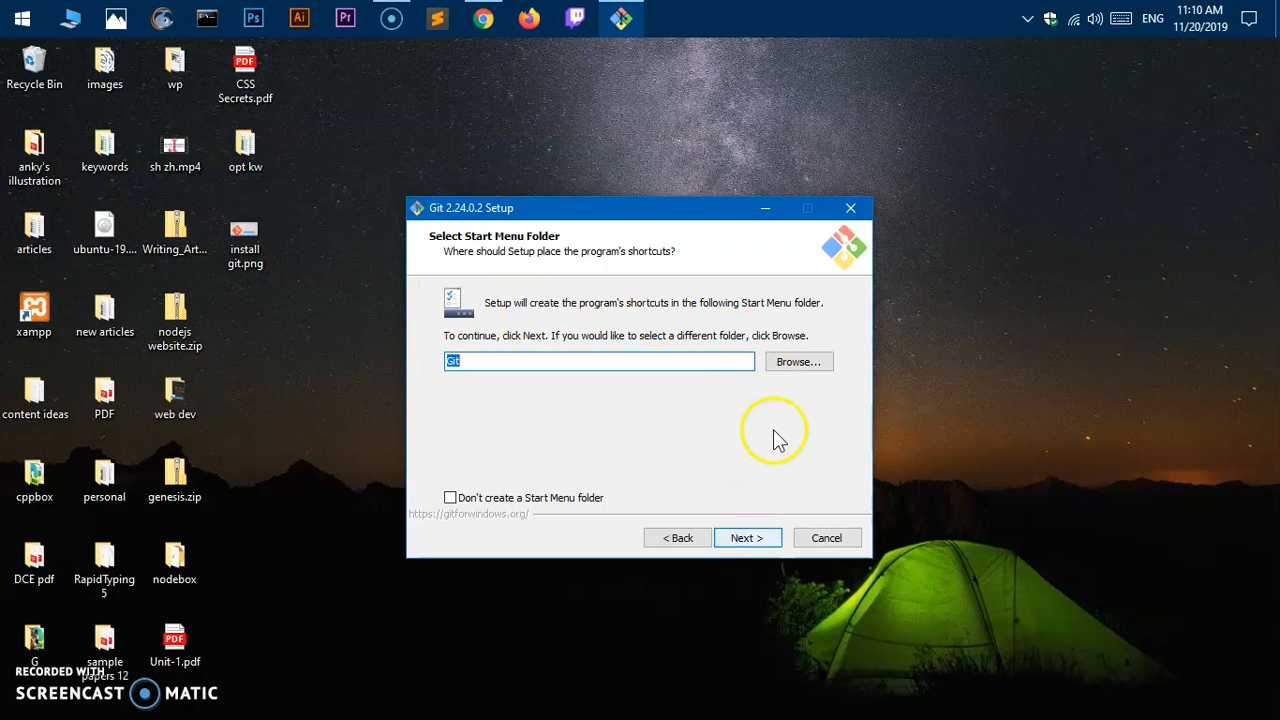 Ps
Ai
Pr
ENG
11:10 AM
11/20/2019
Recycle Bin
images
wp
PDF
CSS
Secrets.pdf
anky's
illustration
keywords
sh zh.mp4
opt kw
articles
ubuntu-19....
Writing_Art...
install
git.png
xampp
new articles
nodejs
website.zip
content ideas
PDF
web dev
cppbox
personal
genesis.zip
DCE pdf
RapidTyping
5
nodebox
G
sample
papers 12
PDF
Unit-1.pdf
RECORDED WITH
SCREENCAST MATIC
Git 2.24.0.2 Setup
Select Start Menu Folder
Where should Setup place the program's shortcuts?
Setup will create the program's shortcuts in the following Start Menu folder.
To continue, click Next. If you would like to select a different folder, click Browse.
Git
Browse...
Don't create a Start Menu folder
https://gitforwindows.org/
< Back
Next >
Cancel